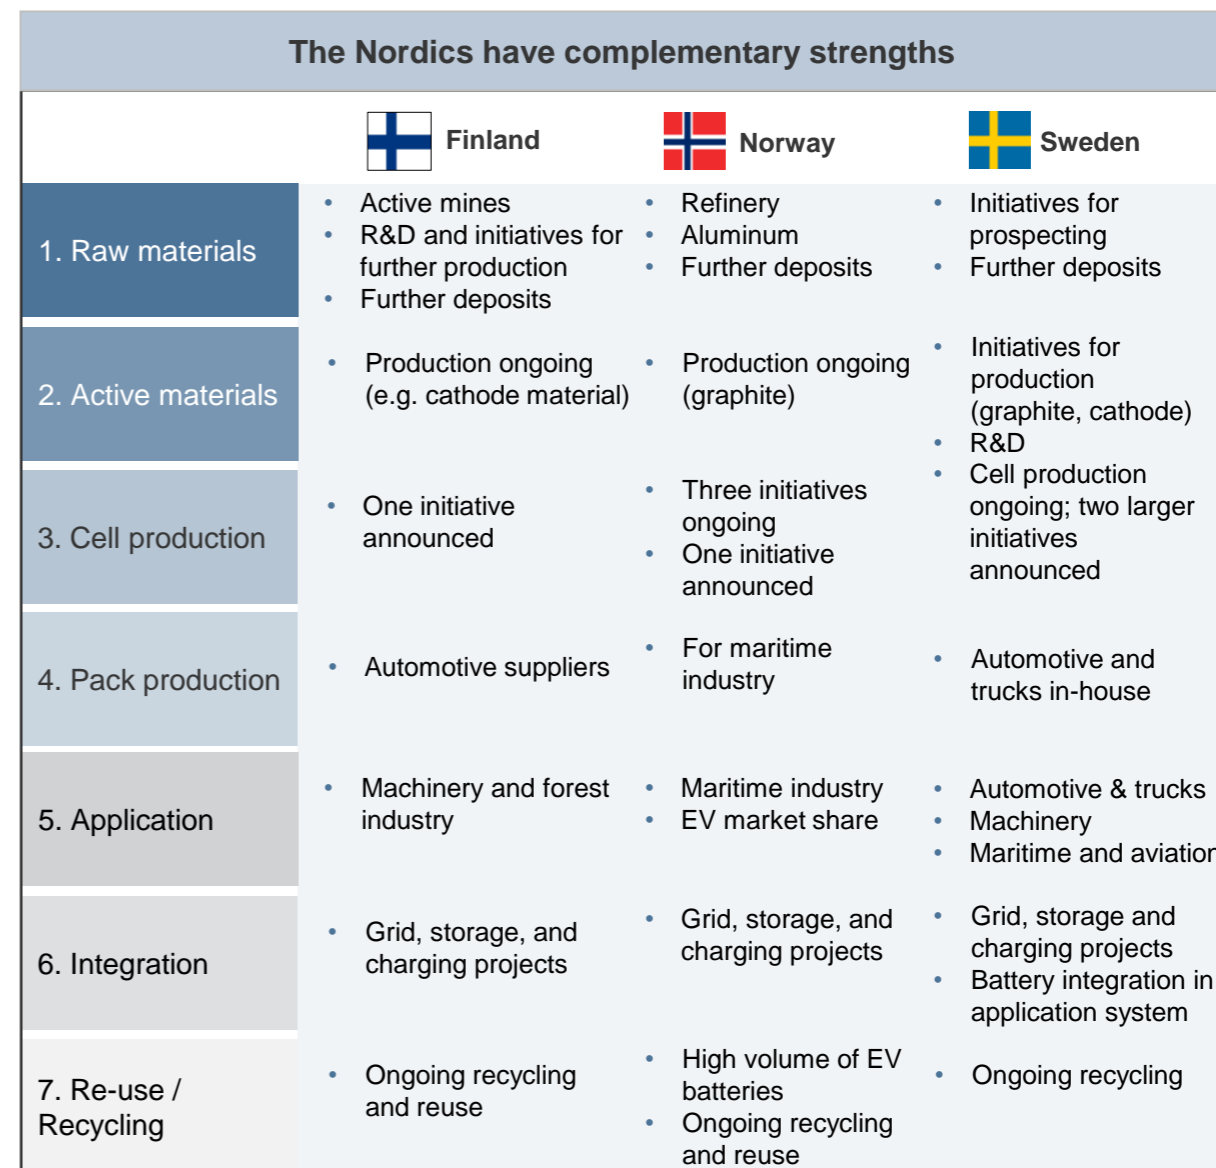 The Nordics have complementary strengths
Finland
Norway
Sweden
1. Raw materials
• Active mines
• R&D and initiatives for
further production
• Further deposits
• Refinery
• Aluminum
• Further deposits
• Initiatives for
prospecting
• Further deposits
2. Active materials
• Production ongoing
(e.g. cathode material)
• Production ongoing
(graphite)
• Initiatives for
production
(graphite, cathode)
• R&D
3. Cell production
• One initiative
announced
• Three initiatives
ongoing
• One initiative
announced
• Cell production
ongoing; two larger
initiatives
announced
4. Pack production
• Automotive suppliers
• For maritime
industry
• Automotive and
trucks in-house
5. Application
• Machinery and forest
industry
• Maritime industry
• EV market share
• Automotive & trucks
• Machinery
• Maritime and aviation
6. Integration
• Grid, storage, and
charging projects
• Grid, storage, and
charging projects
• Grid, storage and
charging projects
• Battery integration in
application system
7. Re-use /
Recycling
• Ongoing recycling
and reuse
• High volume of EV
batteries
• Ongoing recycling
and reuse
• Ongoing recycling